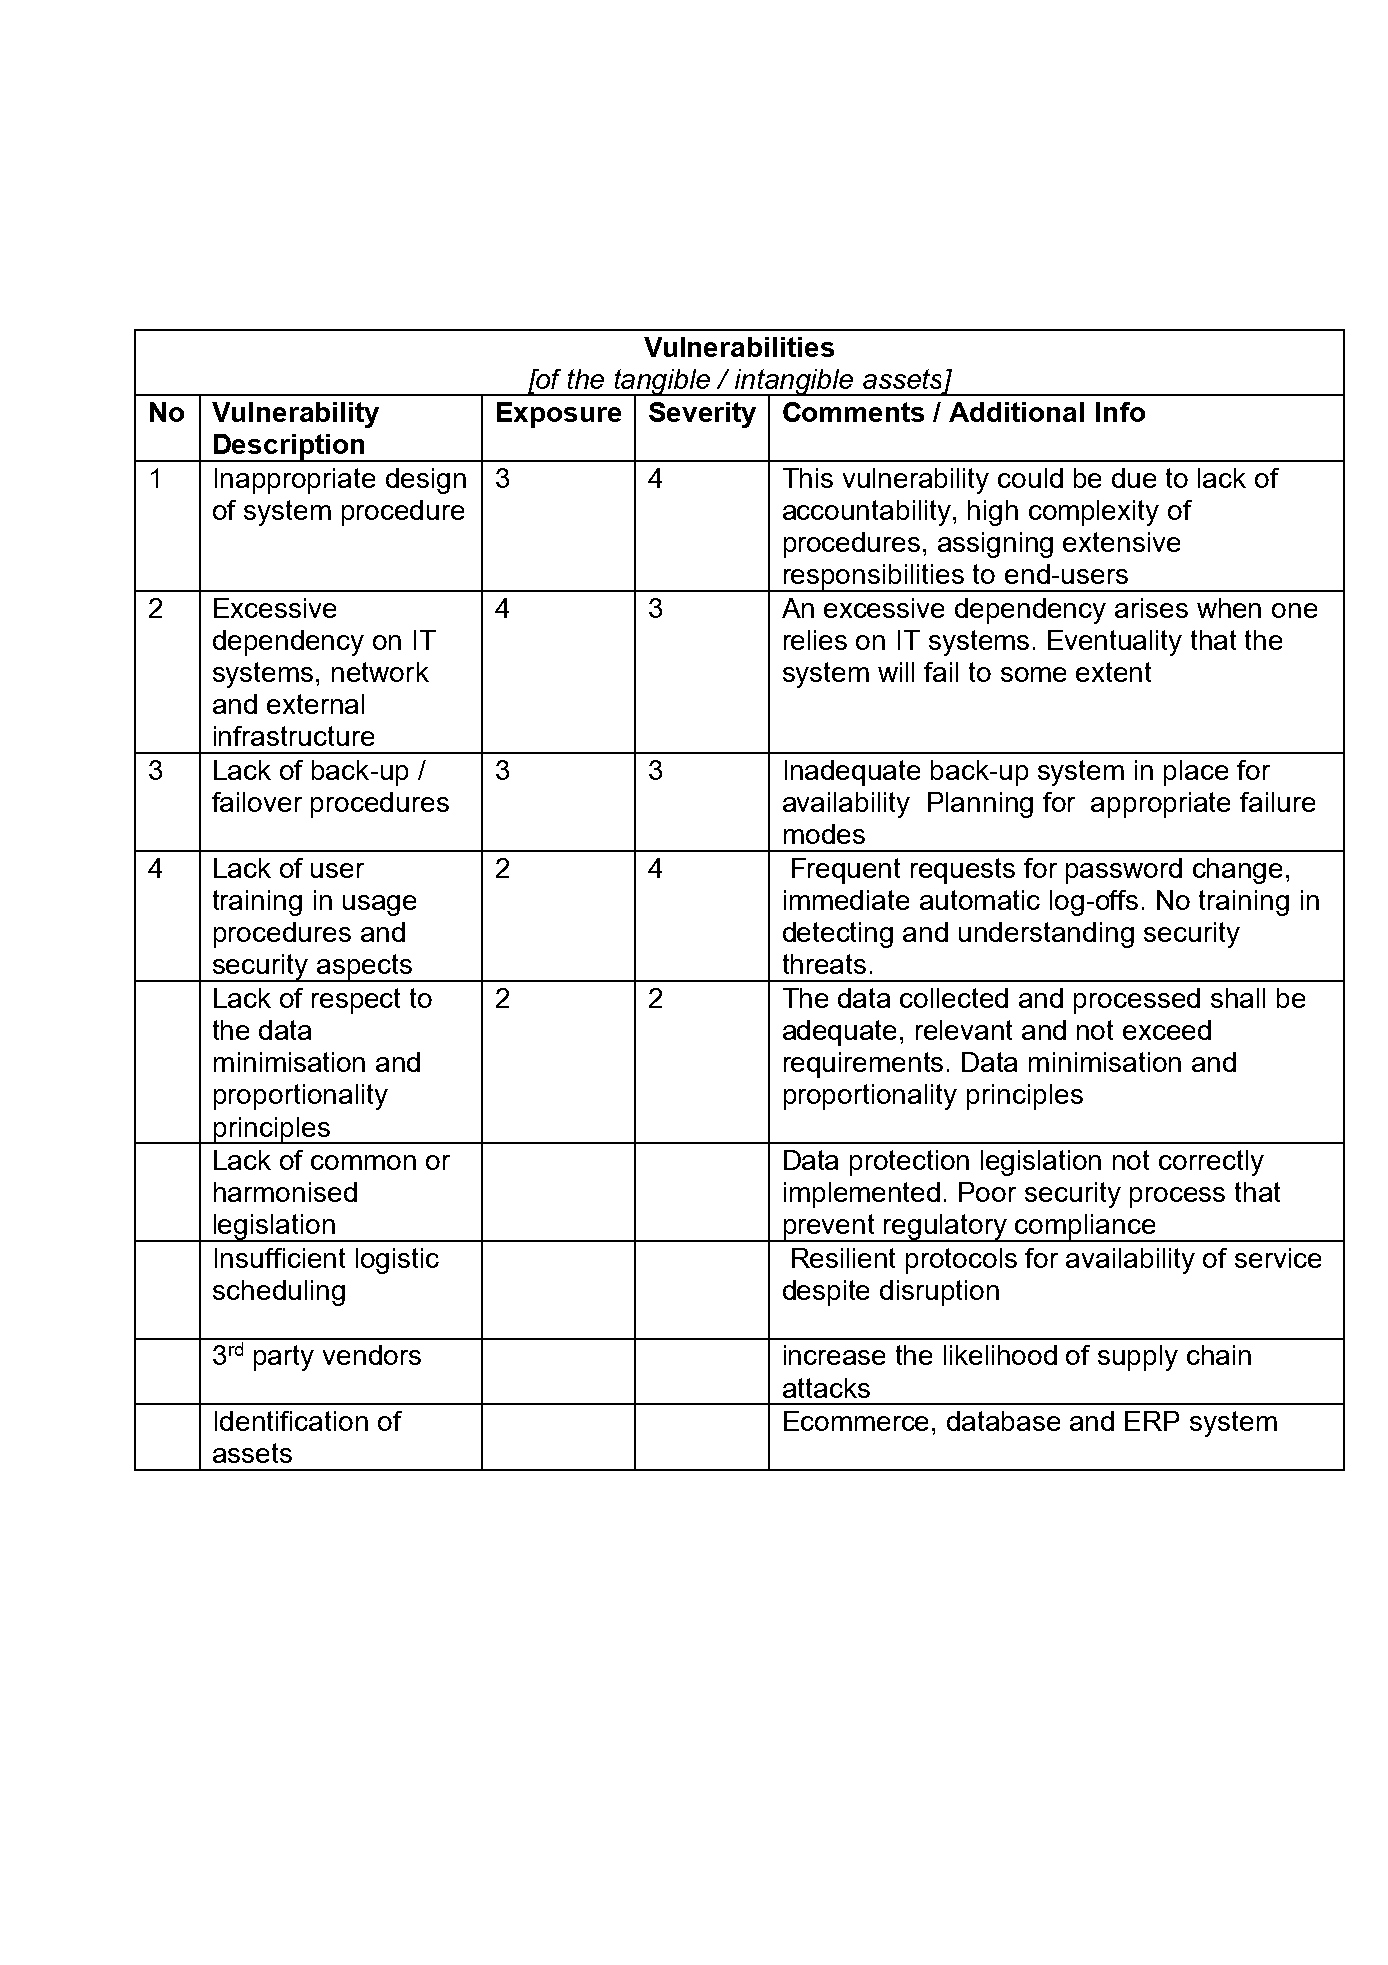 Vulnerabilities
[of the tangible / intangible assets]
No Vulnerability Description Exposure Severity Comments / Additional Info
1 Inappropriate design of system procedure 3 4 This vulnerability could be due to lack of accountability, high complexity of procedures, assigning extensive responsibilities to end-users
2 Excessive dependency on IT systems, network and external infrastructure 4 3 An excessive dependency arises when one relies on IT systems. Eventuality that the system will fail to some extent
3 Lack of back-up / failover procedures 3 3 Inadequate back-up system in place for availability  Planning for  appropriate failure modes
4 Lack of user training in usage procedures and security aspects 2 4 Frequent requests for password change, immediate automatic log-offs. No training in detecting and understanding security threats.
Lack of respect to the data minimisation and proportionality principles 2 2 The data collected and processed shall be adequate, relevant and not exceed requirements. Data minimisation and proportionality principles
Lack of common or harmonised legislation Data protection legislation not correctly implemented. Poor security process that prevent regulatory compliance
Insufficient logistic scheduling Resilient protocols for availability of service despite disruption
3rd party vendors increase the likelihood of supply chain attacks
Identification of assets Ecommerce, database and ERP system